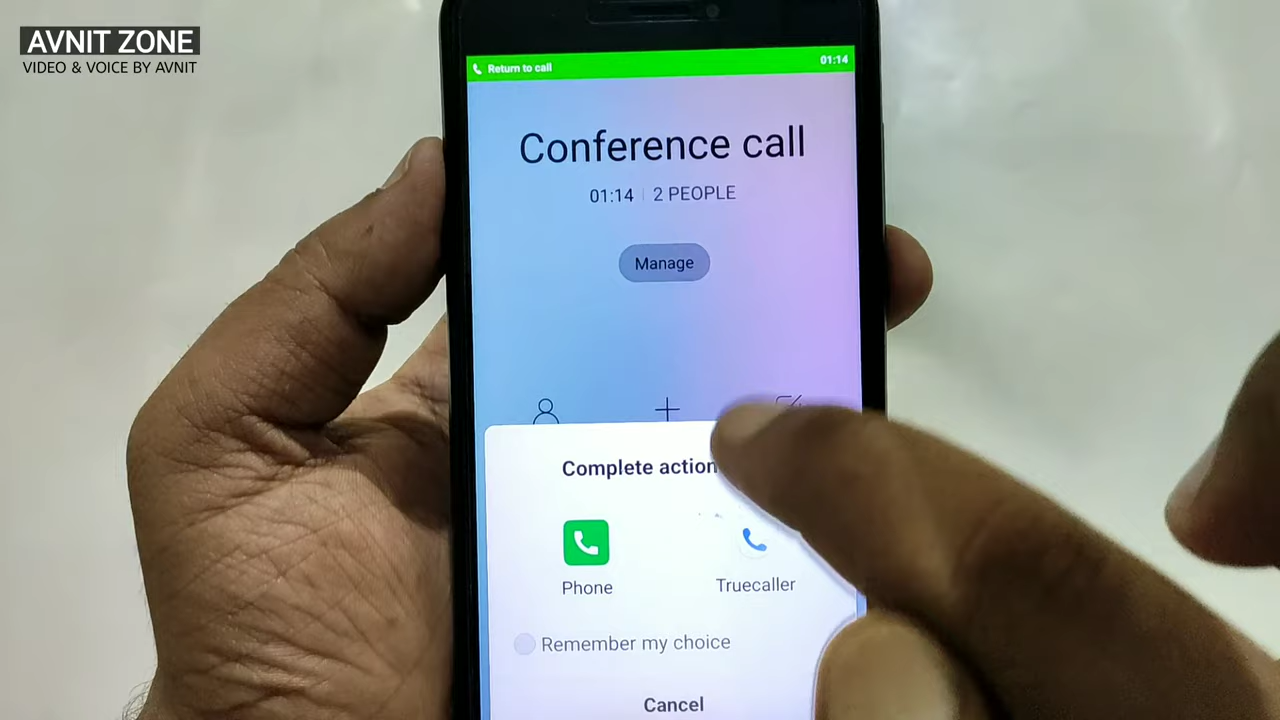 AVNIT ZONE
VIDEO & VOICE BY AVNIT
Return to call
01:14
Conference call
01:14 | 2 PEOPLE
Manage
Complete action
Phone
Truecaller
Remember my choice
Cancel